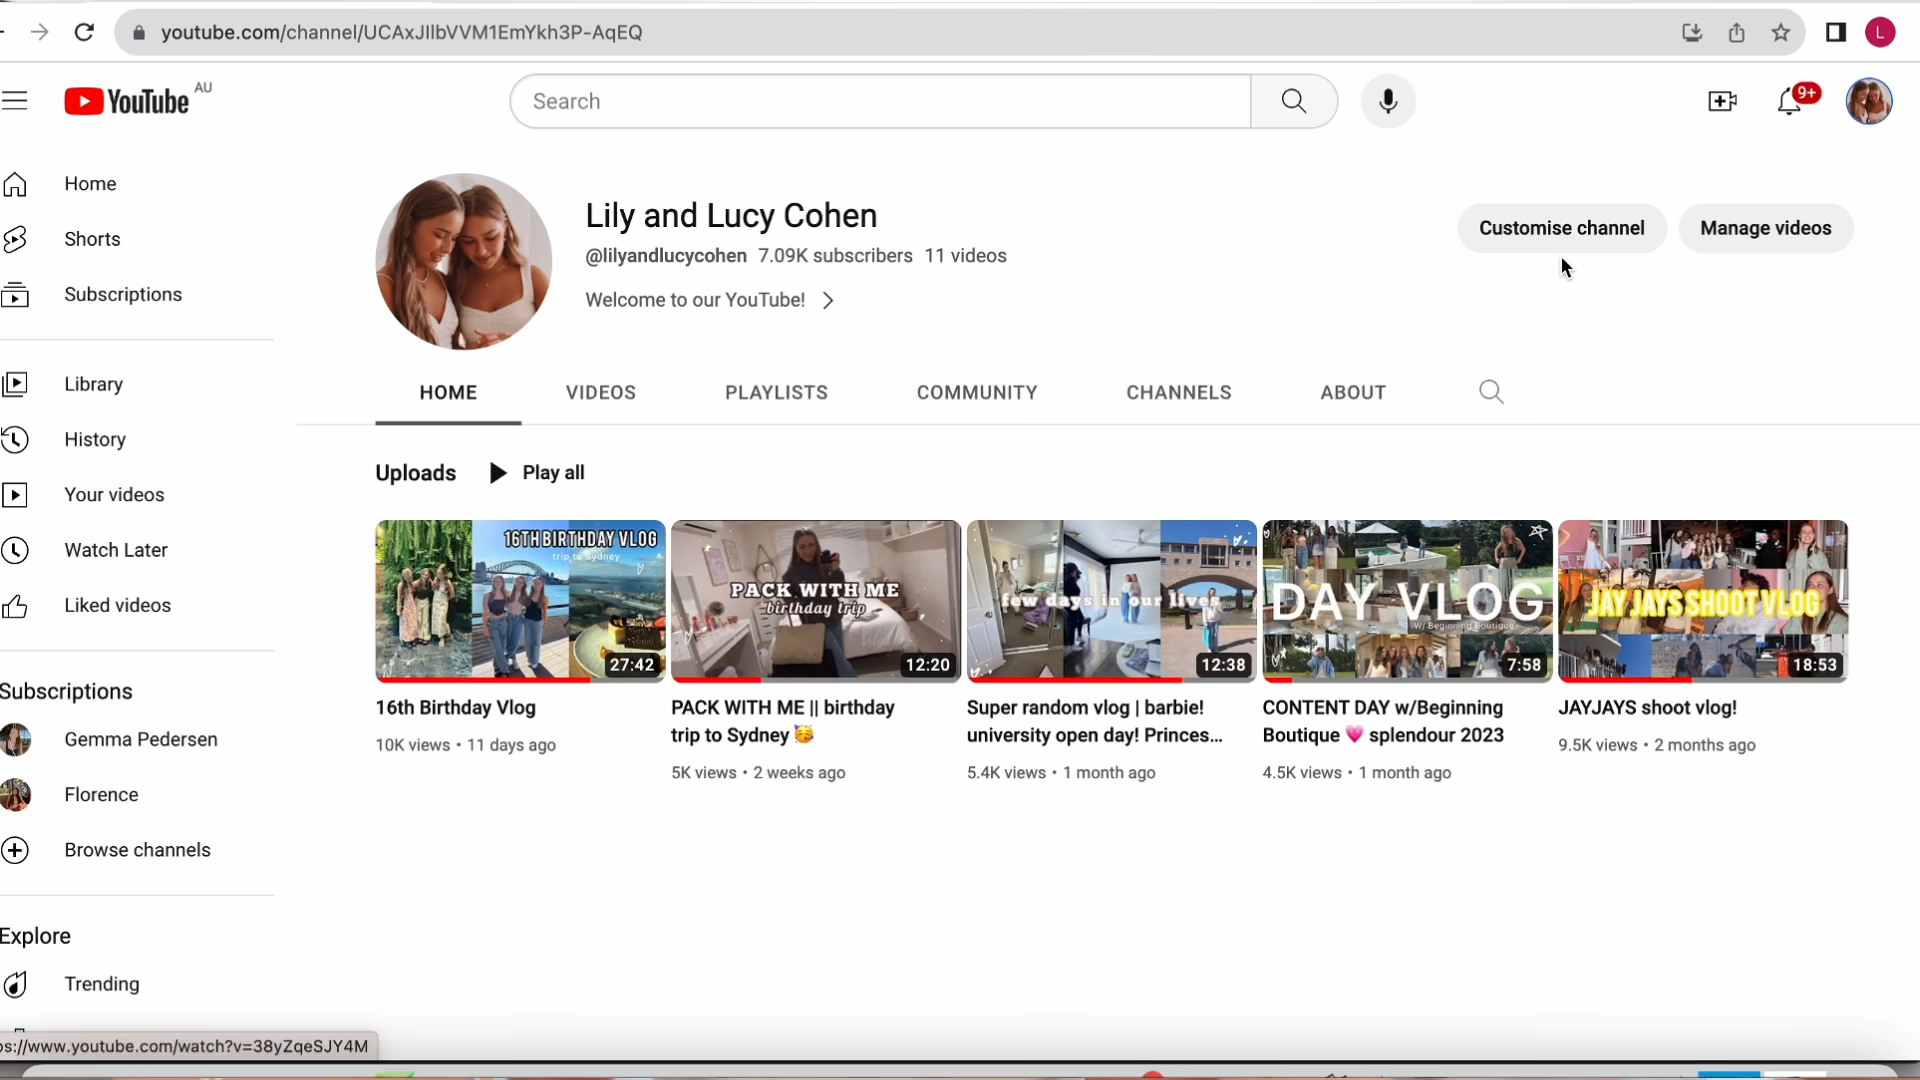 youtube.com/channel/UCAxJIlbVVM1EmYkh3P-AqEQ
L
YouTube AU
Search
9+
Home
Shorts
Subscriptions
Library
History
Your videos
Watch Later
Liked videos
Subscriptions
Gemma Pedersen
Florence
Browse channels
Explore
Trending
Lily and Lucy Cohen
@lilyandlucycohen 7.09K subscribers 11 videos
Welcome to our YouTube!
Customise channel
Manage videos
HOME VIDEOS PLAYLISTS COMMUNITY CHANNELS ABOUT
Uploads Play all
16TH BIRTHDAY VLOG
trip to Sydney
27:42
16th Birthday Vlog
10K views • 11 days ago
PACK WITH ME
birthday trip
12:20
PACK WITH ME || birthday
trip to Sydney 🥳
5K views • 2 weeks ago
few days in our lives
12:38
Super random vlog | barbie!
university open day! Princes...
5.4K views • 1 month ago
DAY VLOG
W/ Beginning Boutique
7:58
CONTENT DAY w/Beginning
Boutique 💗 splendour 2023
4.5K views • 1 month ago
JAY JAYS SHOOT VLOG
18:53
JAYJAYS shoot vlog!
9.5K views • 2 months ago
ps://www.youtube.com/watch?v=38yZqeSJY4M